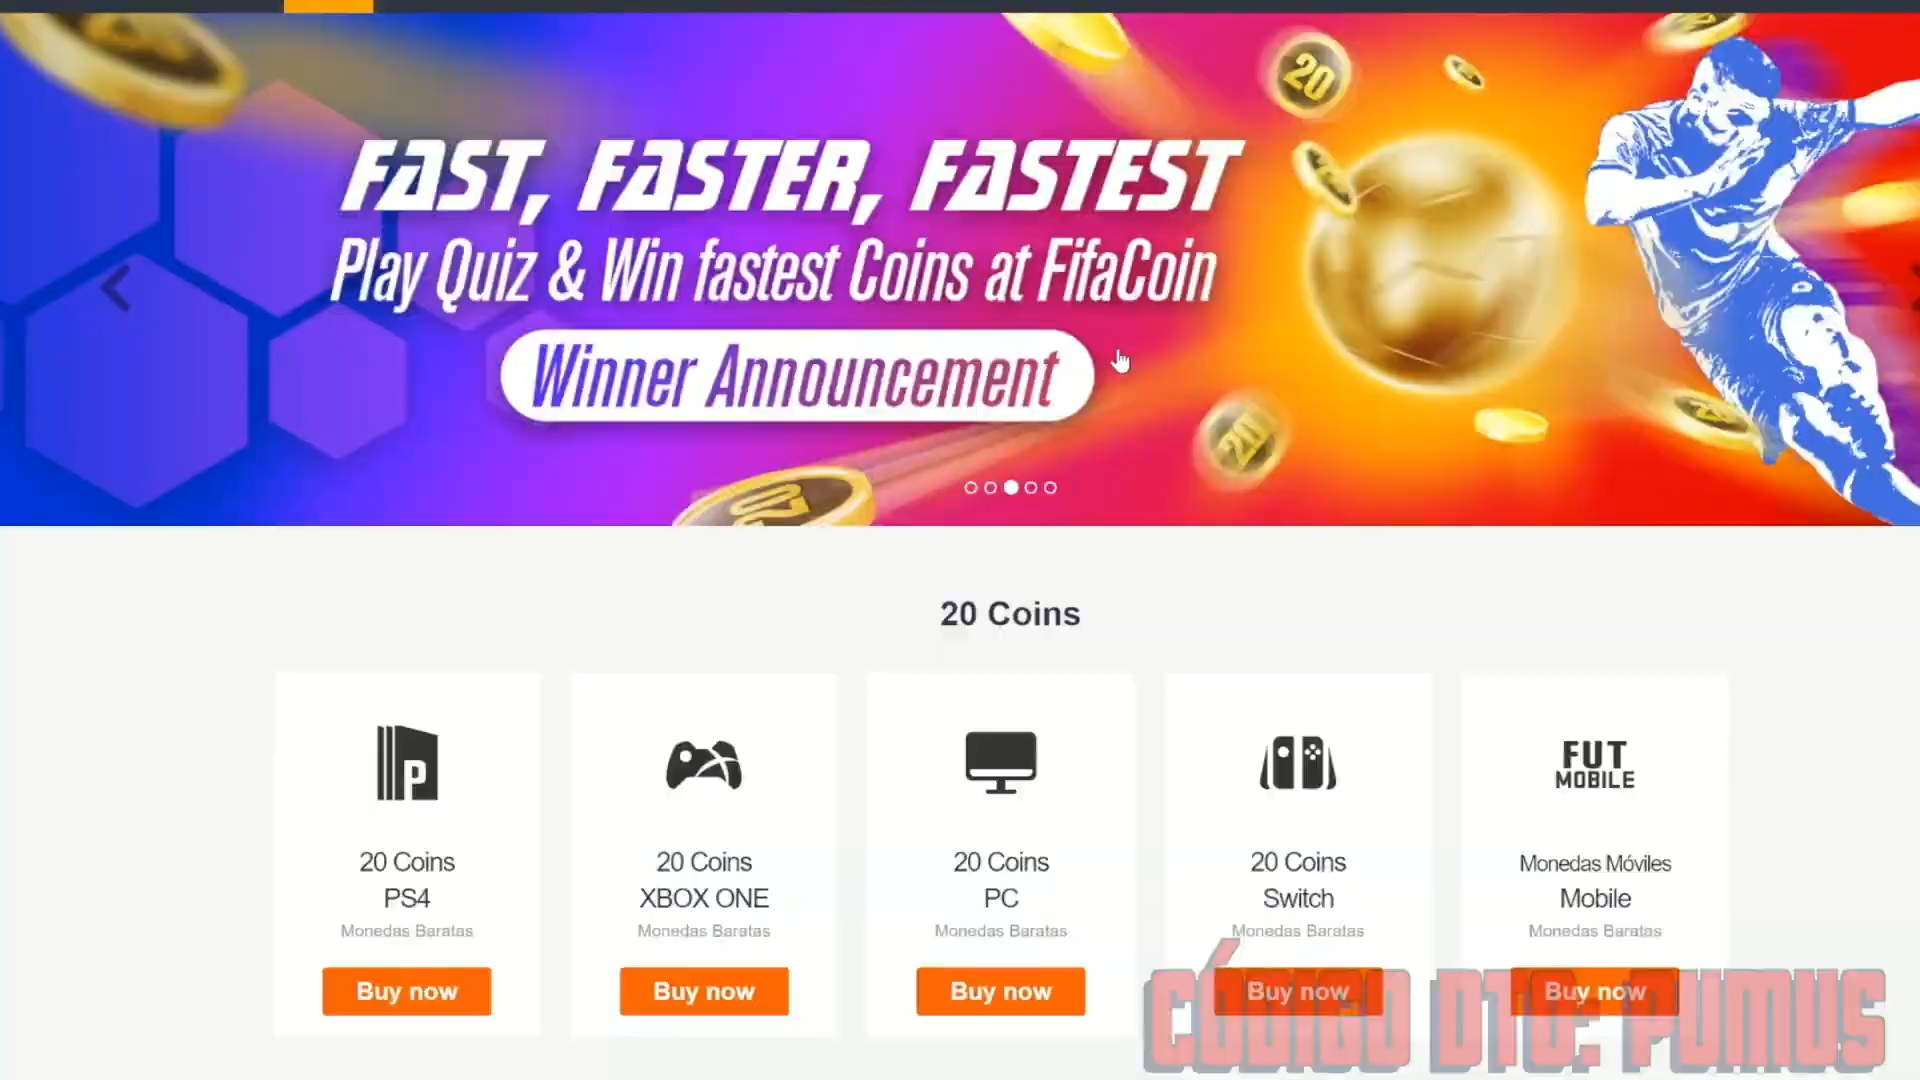 FAST, FASTER, FASTEST
Play Quiz & Win fastest Coins at FifaCoin
Winner Announcement
20
20
20
20 Coins
P
FUT
MOBILE
20 Coins
PS4
Monedas Baratas
Buy now
20 Coins
XBOX ONE
Monedas Baratas
Buy now
20 Coins
PC
Monedas Baratas
Buy now
20 Coins
Switch
Monedas Baratas
Buy now
Monedas Móviles
Mobile
Monedas Baratas
Buy now
CÓDIGO DTO: PUMUS